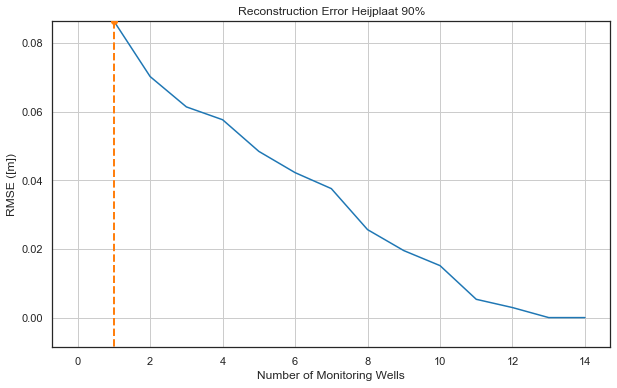 Reconstruction Error Heijplaat 90%
0.08
0.06
0.04
0.02
0.00
RMSE ([m])
0 2 4 6 8 10 12 14
Number of Monitoring Wells